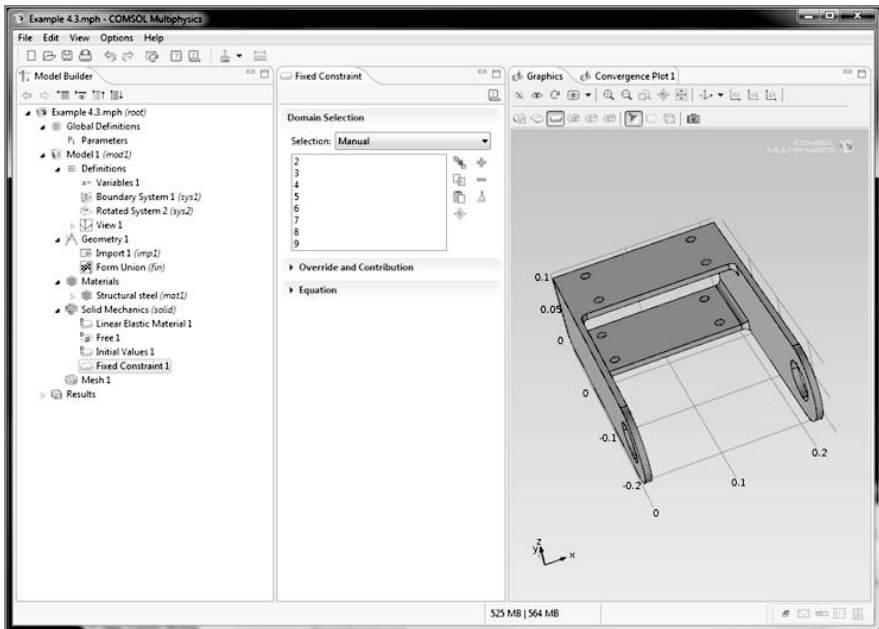 Example 4.3.mph - COMSOL Multiphysics
File Edit View Options Help
Model Builder
Example 4.3.mph (root)
Global Definitions
Pi Parameters
Model 1 (mod1)
Definitions
a= Variables 1
Boundary System 1 (sys1)
Rotated System 2 (sys2)
View 1
Geometry 1
Import 1 (imp1)
Form Union (fin)
Materials
Structural steel (mat1)
Solid Mechanics (solid)
Linear Elastic Material 1
Free 1
Initial Values 1
Fixed Constraint 1
Mesh 1
Results
Fixed Constraint
Domain Selection
Selection: Manual
2
3
4
5
6
7
8
9
Override and Contribution
Equation
Graphics Convergence Plot 1
COMSOL
MULTIPHYSICS
0.1
0.05
0
0
-0.1
-0.2
0
0.1
0.2
z
y
x
525 MB | 564 MB